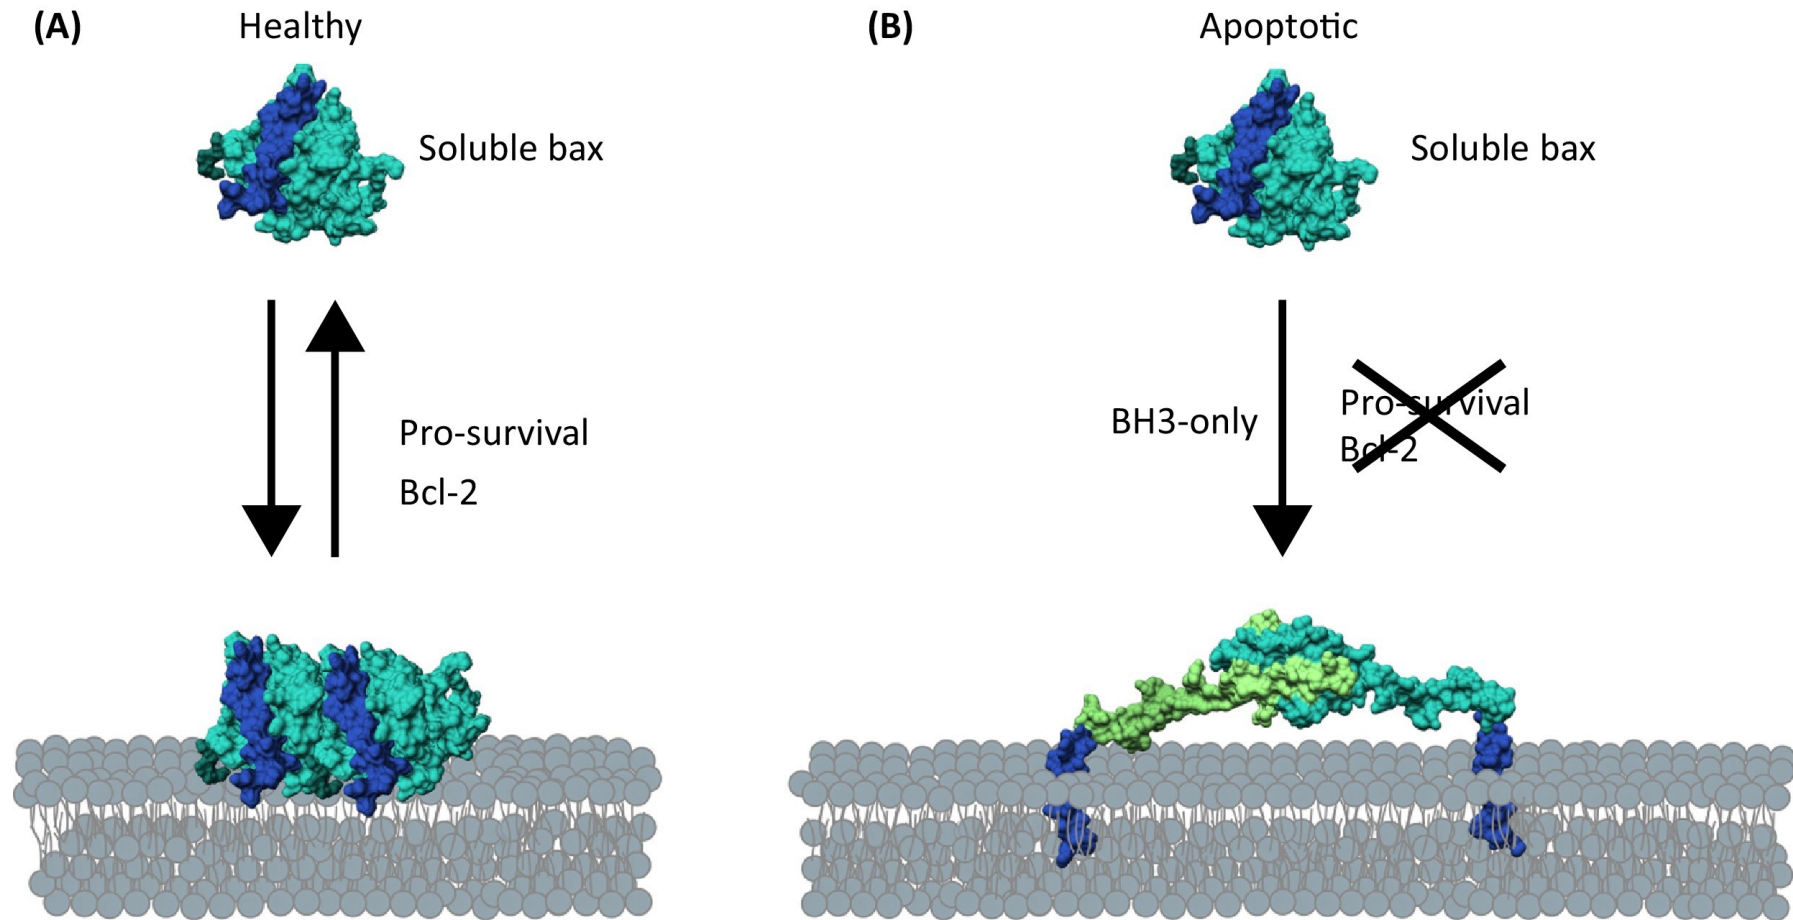 (A)
Healthy
Soluble bax
Pro-survival
Bcl-2
(B)
Apoptotic
Soluble bax
BH3-only
Pro-survival
Bcl-2